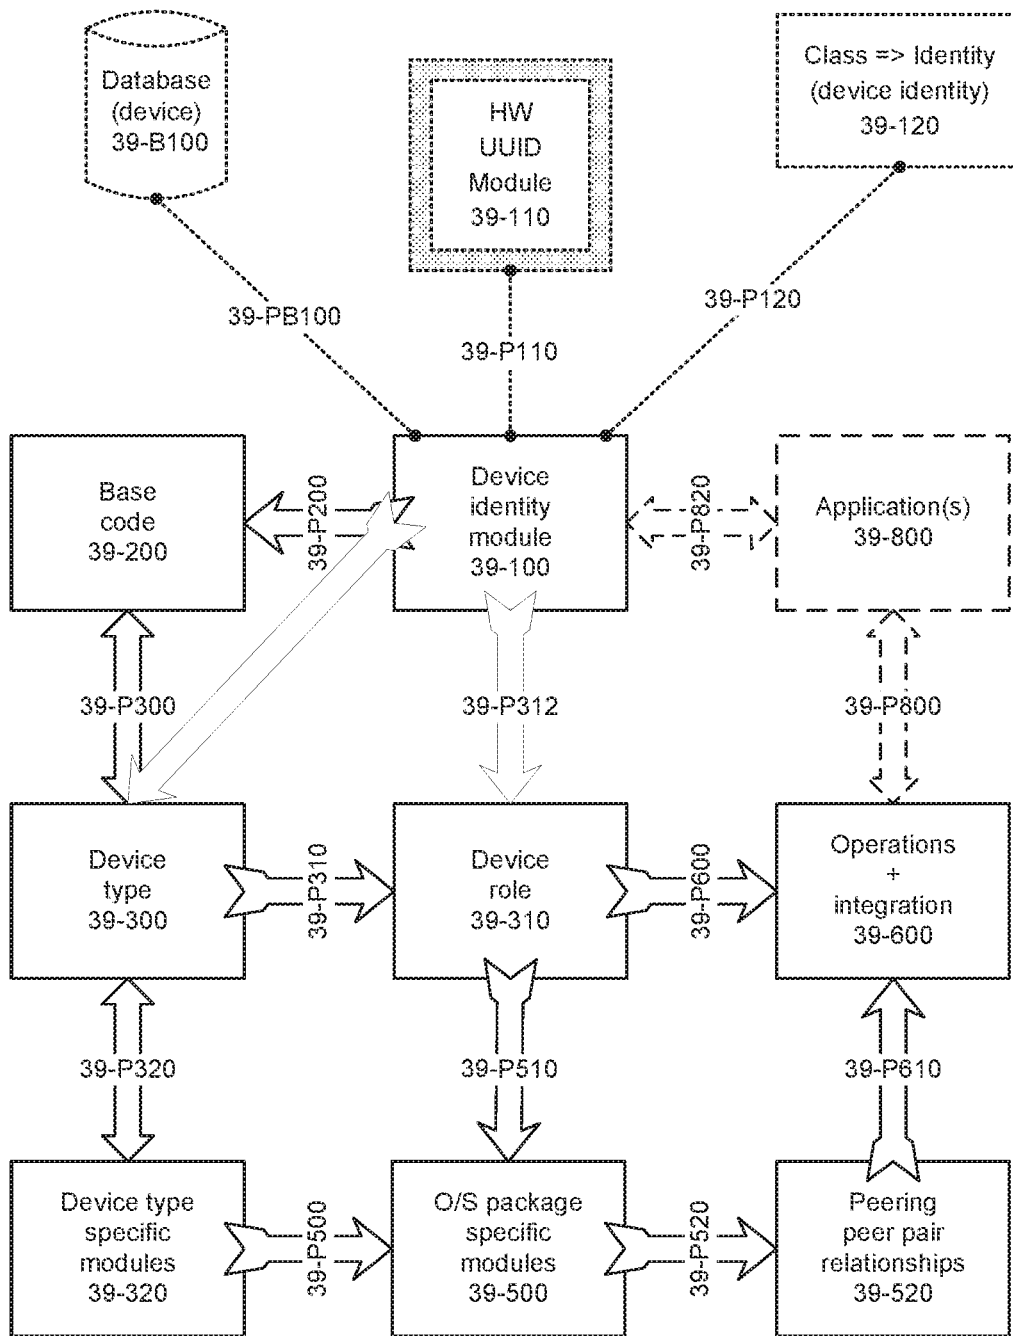 Database
(device)
39-B100
HW
UUID
Module
39-110
Class => Identity
(device identity)
39-120
39-PB100
39-P110
39-P120
Base
code
39-200
39-P200
Device
identity
module
39-100
39-P820
Application(s)
39-800
39-P300
39-P312
39-P800
Device
type
39-300
39-P310
Device
role
39-310
39-P600
Operations
+
integration
39-600
39-P320
39-P510
39-P610
Device type
specific
modules
39-320
39-P500
O/S package
specific
modules
39-500
39-P520
Peering
peer pair
relationships
39-520